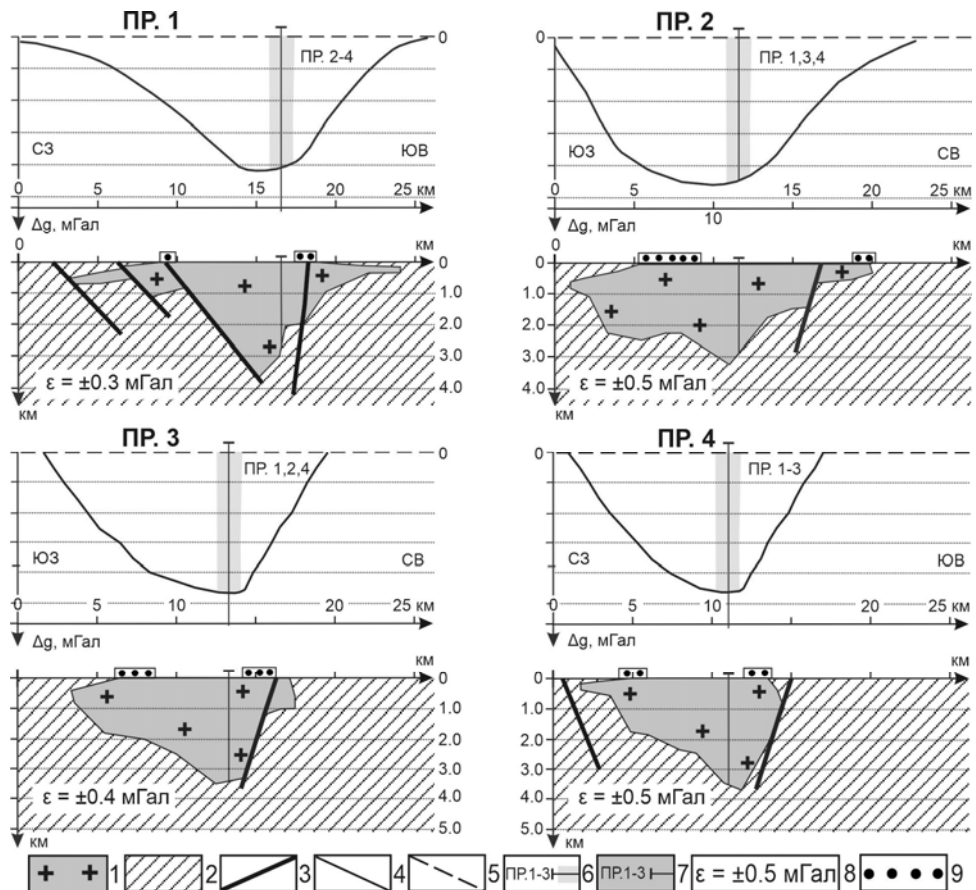 ПР. 1
0
ПР. 2-4
СЗ
ЮВ
0
5
10
15
20
25 км
Δg, мГал
км
0
0
1.0
2.0
3.0
4.0
км
ε = ±0.3 мГал
ПР. 2
0
ПР. 1,3,4
ЮЗ
СВ
0
5
10
15
20
25 км
Δg, мГал
км
0
0
1.0
2.0
3.0
4.0
км
ε = ±0.5 мГал
ПР. 3
0
ПР. 1,2,4
ЮЗ
СВ
0
5
10
15
20
25 км
Δg, мГал
км
0
0
1.0
2.0
3.0
4.0
5.0
км
ε = ±0.4 мГал
ПР. 4
0
ПР. 1-3
СЗ
ЮВ
0
5
10
15
20
25 км
Δg, мГал
км
0
0
1.0
2.0
3.0
4.0
5.0
км
ε = ±0.5 мГал
1
2
3
4
5
ПР.1-3
6
ПР.1-3
7
ε = ±0.5 мГал
8
9